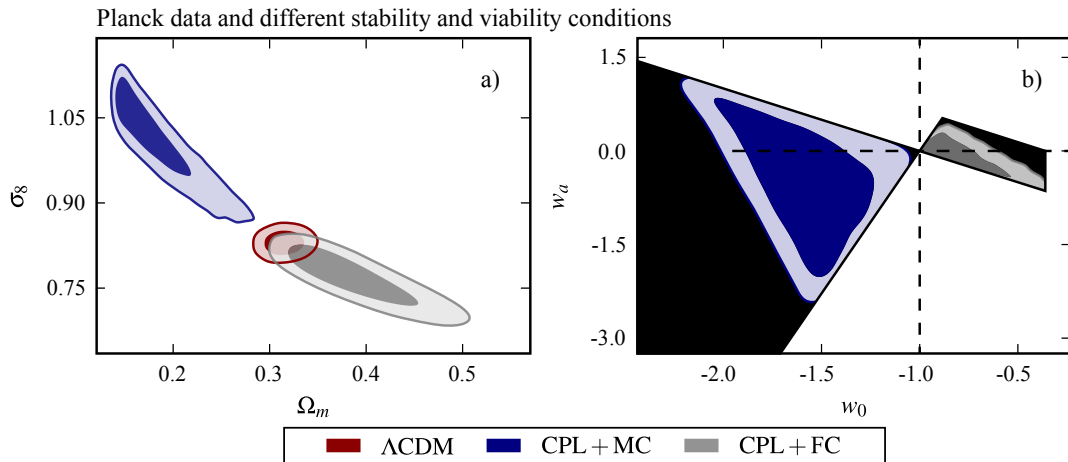 Planck data and different stability and viability conditions
a)
1.05
0.90
0.75
σ₈
0.2
0.3
0.4
0.5
Ωₘ
b)
1.5
0.0
-1.5
-3.0
wₐ
-2.0
-1.5
-1.0
-0.5
w₀
ΛCDM CPL + MC CPL + FC